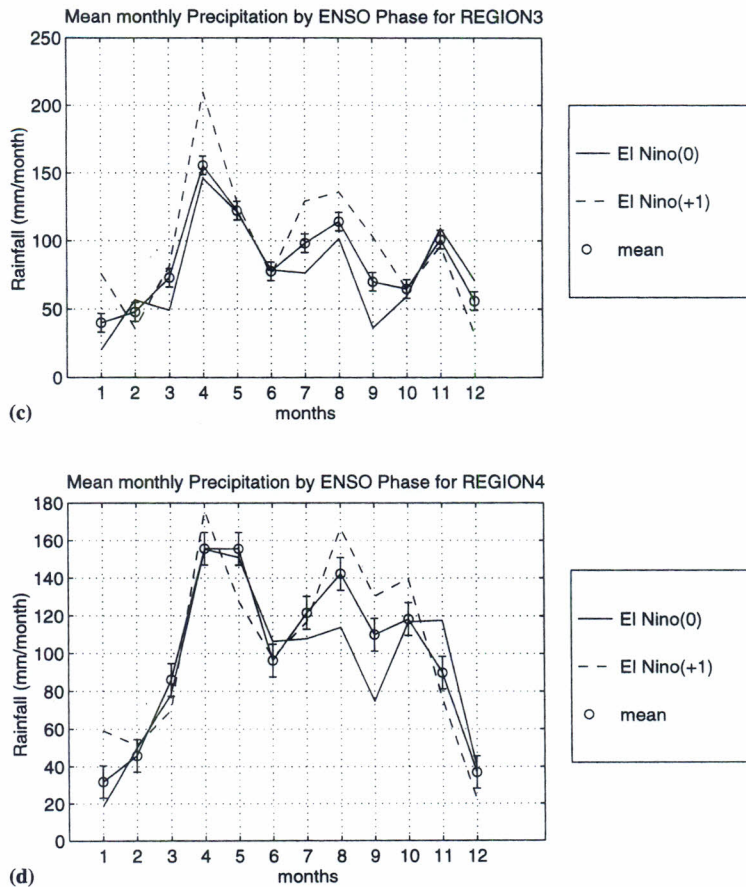 Mean monthly Precipitation by ENSO Phase for REGION3
250
200
150
100
50
0
Rainfall (mm/month)
1 2 3 4 5 6 7 8 9 10 11 12
months
(c)
El Nino(0)
El Nino(+1)
mean
Mean monthly Precipitation by ENSO Phase for REGION4
180
160
140
120
100
80
60
40
20
0
Rainfall (mm/month)
1 2 3 4 5 6 7 8 9 10 11 12
months
(d)
El Nino(0)
El Nino(+1)
mean